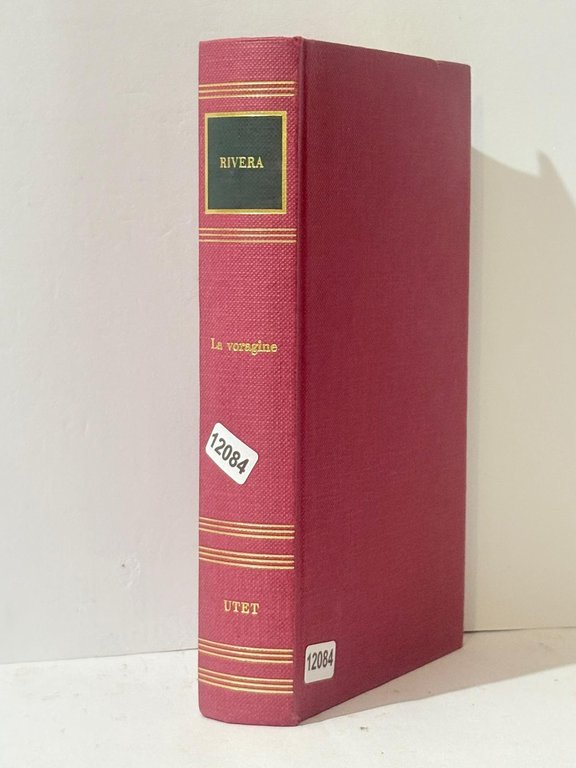 RIVERA
La voragine
12084
UTET
12084